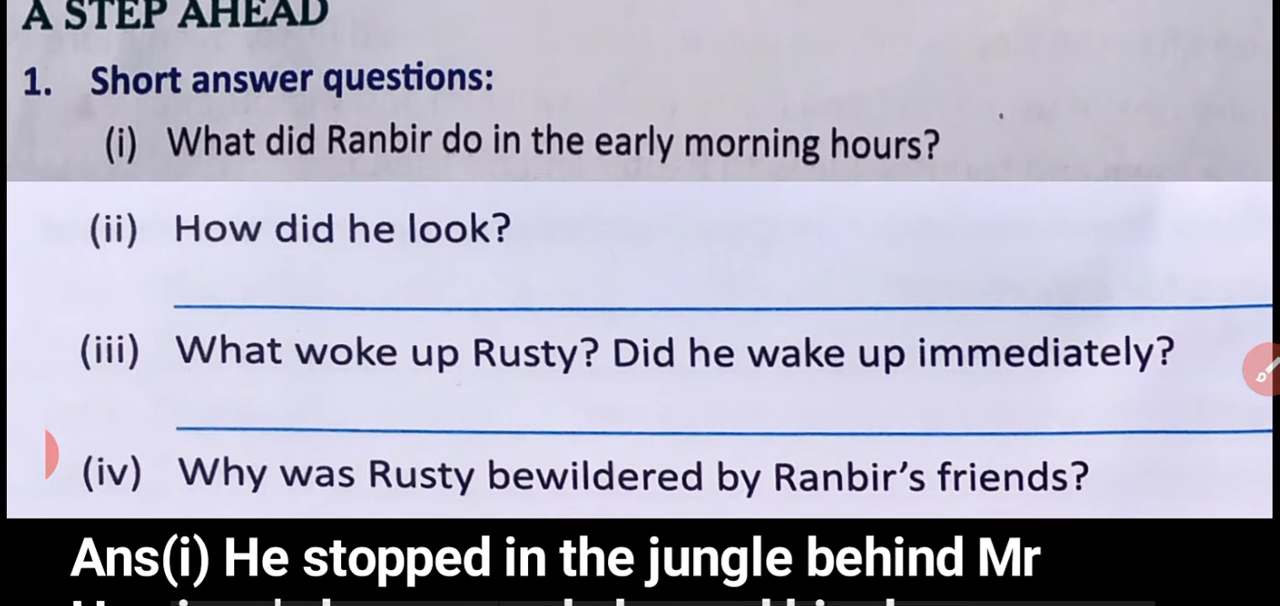 A STEP AHEAD
1. Short answer questions:
(i) What did Ranbir do in the early morning hours?
(ii) How did he look?
(iii) What woke up Rusty? Did he wake up immediately?
(iv) Why was Rusty bewildered by Ranbir's friends?
Ans(i) He stopped in the jungle behind Mr